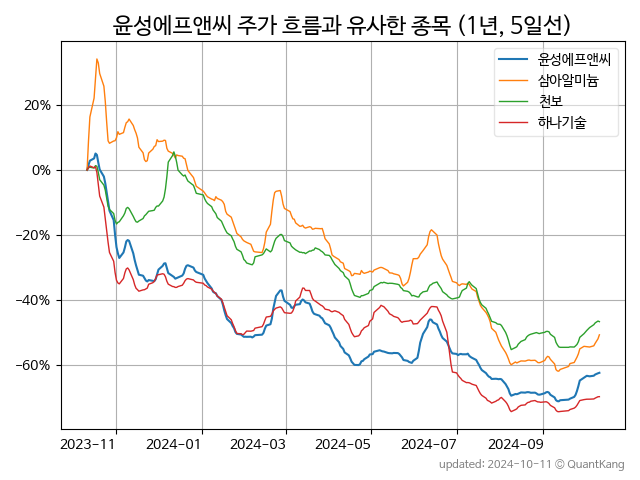 윤성에프앤씨 주가 흐름과 유사한 종목 (1년, 5일선)
윤성에프앤씨
삼아알미늄
천보
하나기술
20%
0%
−20%
−40%
−60%
2023-11
2024-01
2024-03
2024-05
2024-07
2024-09
updated: 2024-10-11 © QuantKang